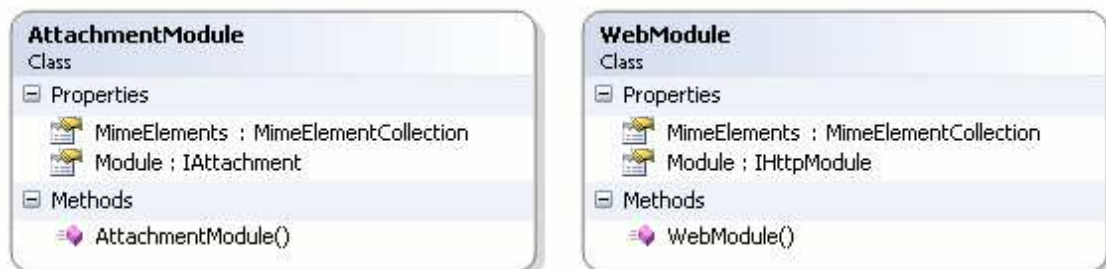 AttachmentModule
Class
Properties
MimeElements : MimeElementCollection
Module : IAttachment
Methods
AttachmentModule()
WebModule
Class
Properties
MimeElements : MimeElementCollection
Module : IHttpModule
Methods
WebModule()